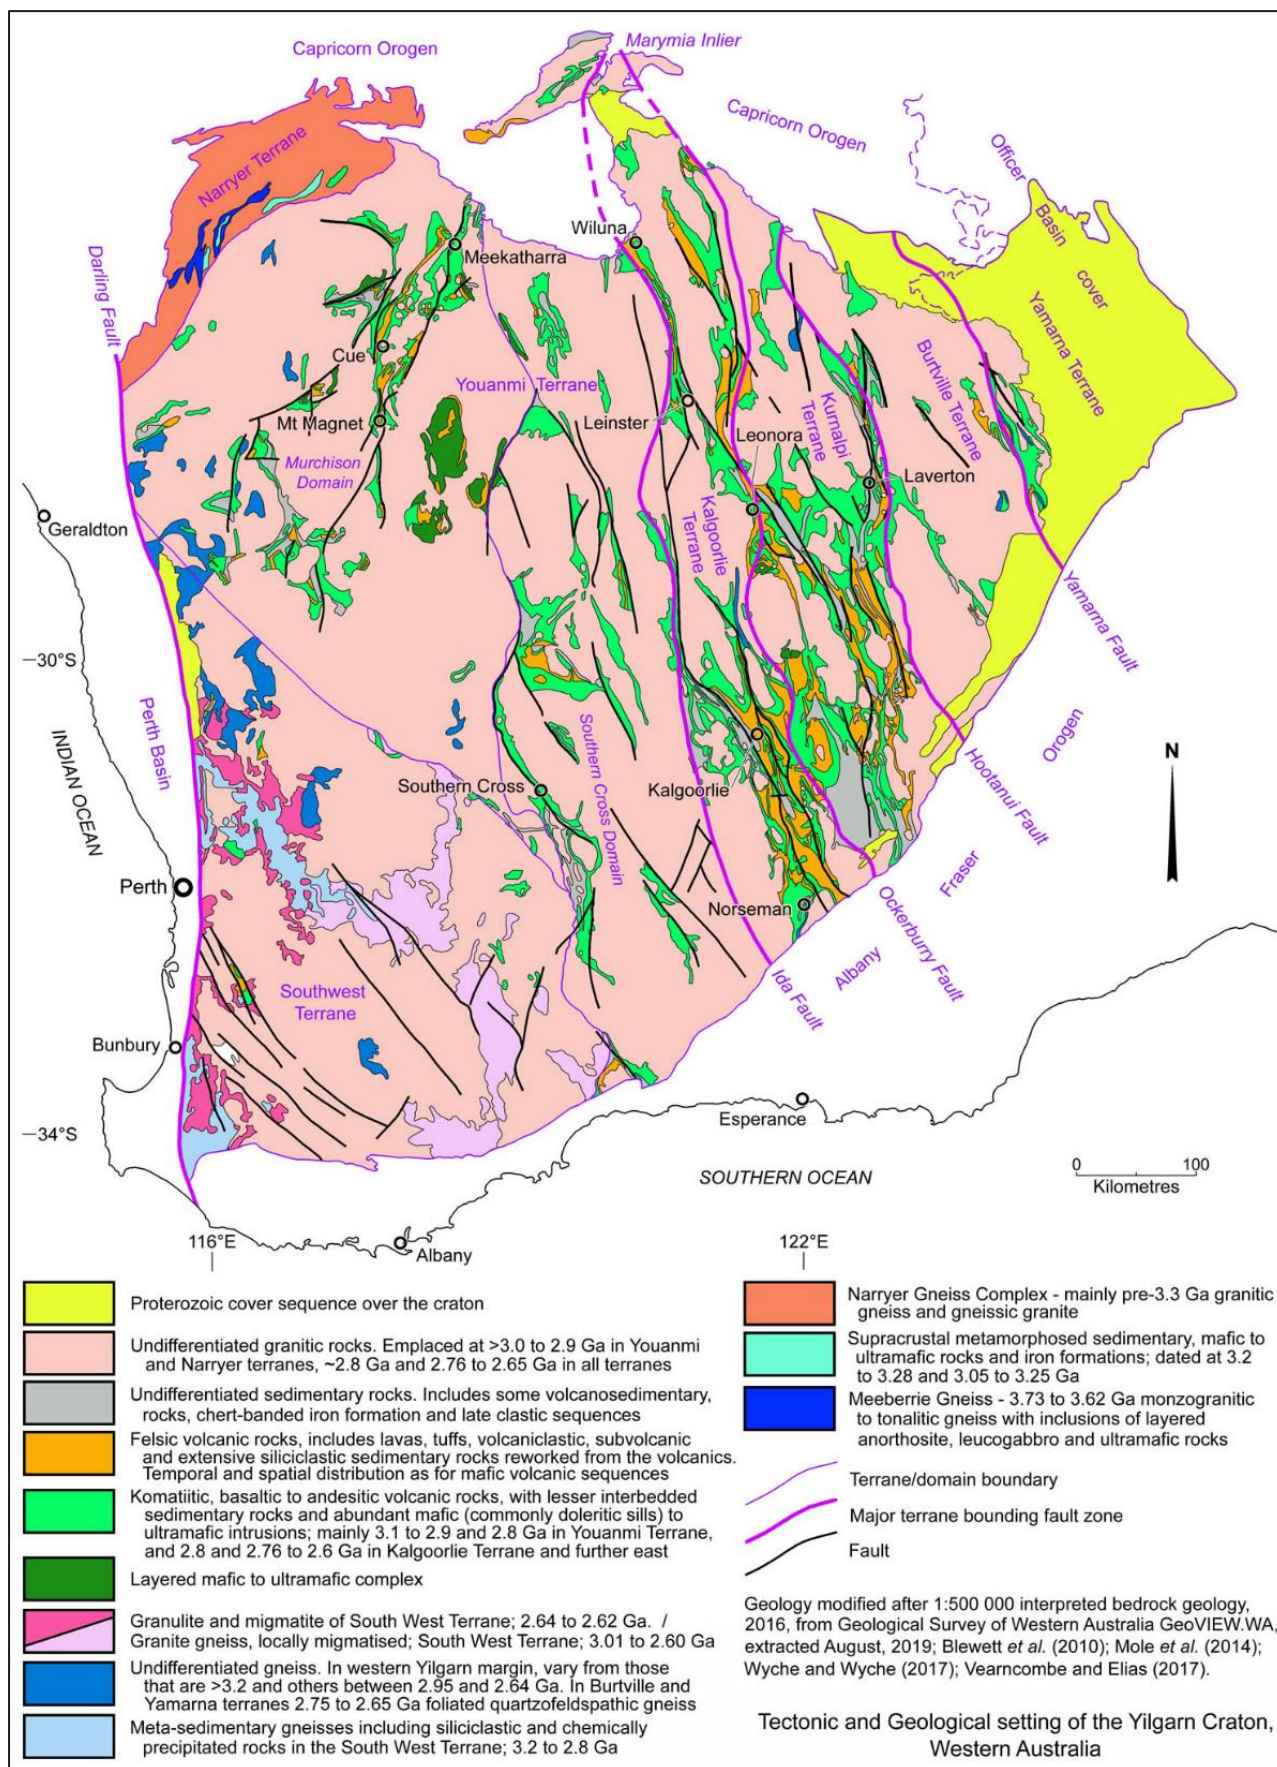 Capricorn Orogen
Marymia Inlier
Capricorn Orogen
Officer
Basin
cover
Narryer Terrane
Yamarna Terrane
Darling Fault
Meekatharra
Wiluna
Cue
Youanmi Terrane
Burtville Terrane
Leinster
Kurnalpi
Terrane
Mt Magnet
Leonora
Murchison
Domain
Laverton
Geraldton
Kalgoorlie
Terrane
Yamarna Fault
30°S
Perth Basin
INDIAN OCEAN
Southern Cross Domain
Orogen
N
Hootanui Fault
Southern Cross
Kalgoorlie
Perth
Fraser
Norseman
Ockerburry Fault
Albany
Ida Fault
Southwest
Terrane
Bunbury
Esperance
34°S
SOUTHERN OCEAN
0 100
Kilometres
116°E
Albany
122°E
Proterozoic cover sequence over the craton
Undifferentiated granitic rocks. Emplaced at >3.0 to 2.9 Ga in Youanmi
and Narryer terranes, ~2.8 Ga and 2.76 to 2.65 Ga in all terranes
Undifferentiated sedimentary rocks. Includes some volcanosedimentary,
rocks, chert-banded iron formation and late clastic sequences
Felsic volcanic rocks, includes lavas, tuffs, volcaniclastic, subvolcanic
and extensive siliciclastic sedimentary rocks reworked from the volcanics.
Temporal and spatial distribution as for mafic volcanic sequences
Komatiitic, basaltic to andesitic volcanic rocks, with lesser interbedded
sedimentary rocks and abundant mafic (commonly doleritic sills) to
ultramafic intrusions; mainly 3.1 to 2.9 and 2.8 Ga in Youanmi Terrane,
and 2.8 and 2.76 to 2.6 Ga in Kalgoorlie Terrane and further east
Layered mafic to ultramafic complex
Granulite and migmatite of South West Terrane; 2.64 to 2.62 Ga. /
Granite gneiss, locally migmatised; South West Terrane; 3.01 to 2.60 Ga
Undifferentiated gneiss. In western Yilgarn margin, vary from those
that are >3.2 and others between 2.95 and 2.64 Ga. In Burtville and
Yamarna terranes 2.75 to 2.65 Ga foliated quartzofeldspathic gneiss
Meta-sedimentary gneisses including siliciclastic and chemically
precipitated rocks in the South West Terrane; 3.2 to 2.8 Ga
Narryer Gneiss Complex - mainly pre-3.3 Ga granitic
gneiss and gneissic granite
Supracrustal metamorphosed sedimentary, mafic to
ultramafic rocks and iron formations; dated at 3.2
to 3.28 and 3.05 to 3.25 Ga
Meeberrie Gneiss - 3.73 to 3.62 Ga monzogranitic
to tonalitic gneiss with inclusions of layered
anorthosite, leucogabbro and ultramafic rocks
Terrane/domain boundary
Major terrane bounding fault zone
Fault
Geology modified after 1:500 000 interpreted bedrock geology,
2016, from Geological Survey of Western Australia GeoVIEW.WA,
extracted August, 2019; Blewett et al. (2010); Mole et al. (2014);
Wyche and Wyche (2017); Vearncombe and Elias (2017).
Tectonic and Geological setting of the Yilgarn Craton,
Western Australia